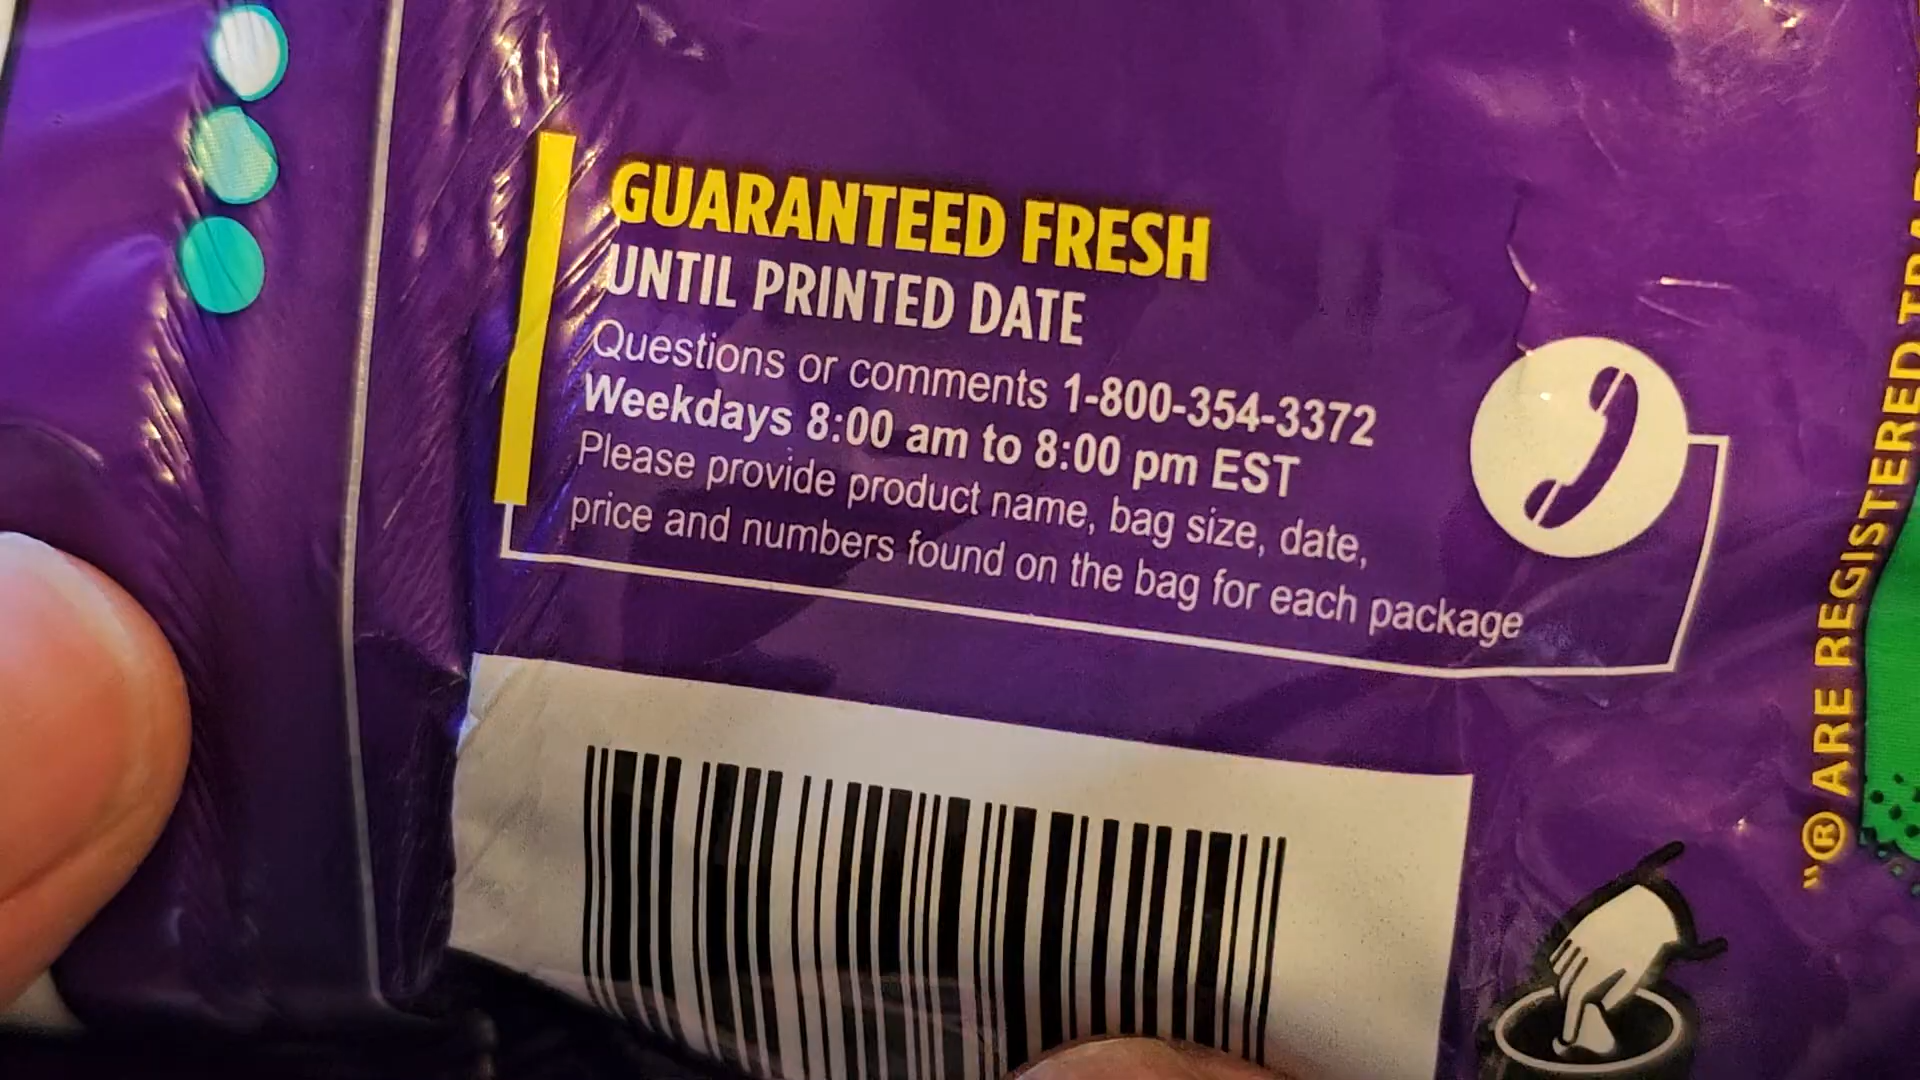 GUARANTEED FRESH
UNTIL PRINTED DATE
Questions or comments 1-800-354-3372
Weekdays 8:00 am to 8:00 pm EST
Please provide product name, bag size, date,
price and numbers found on the bag for each package
"® ARE REGISTERED